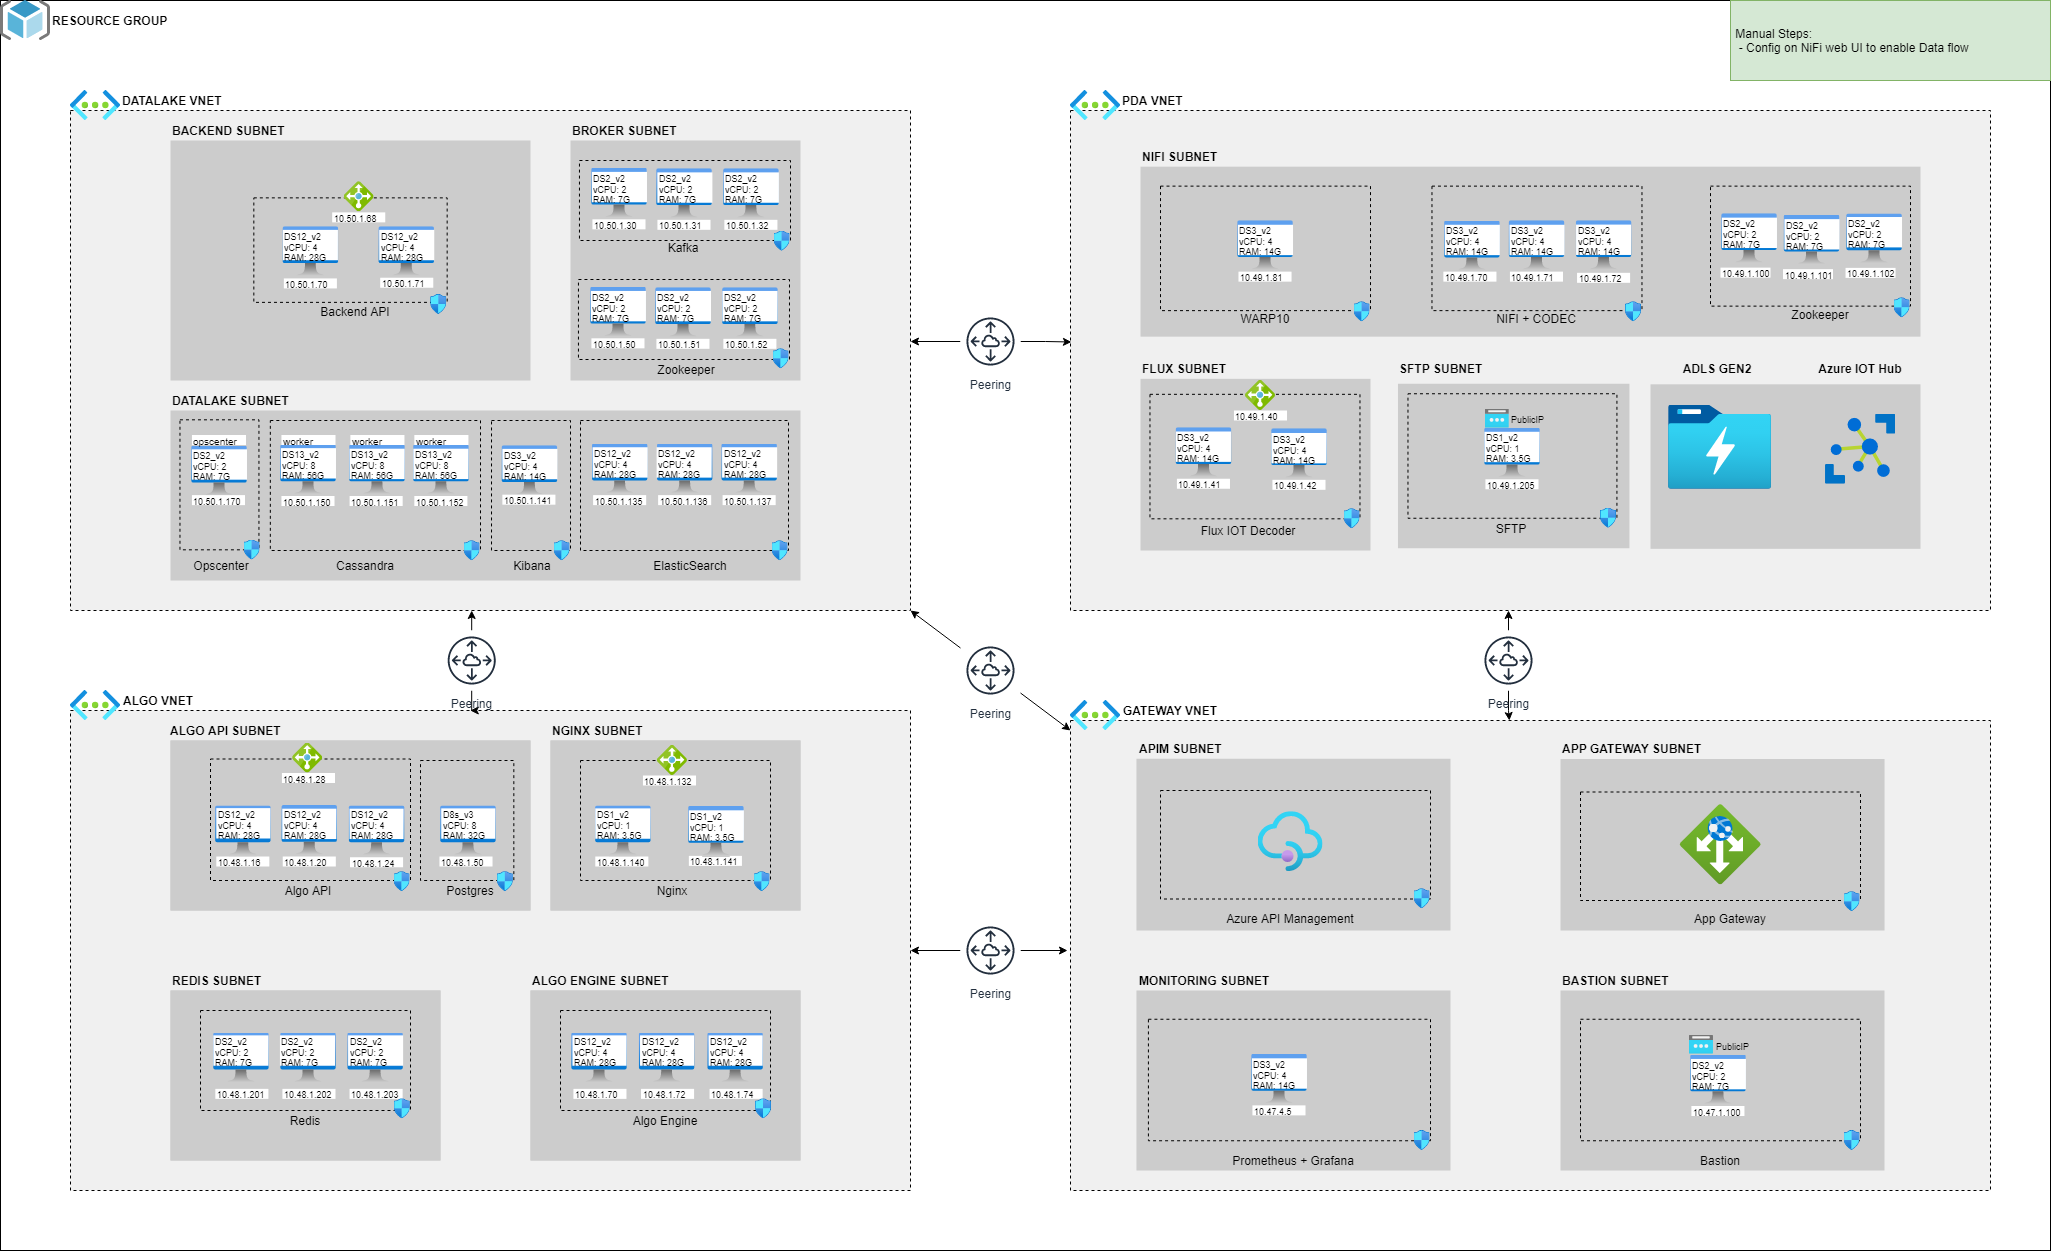 RESOURCE GROUP
Manual Steps:
- Config on NiFi web UI to enable Data flow
DATALAKE VNET
BACKEND SUBNET
10.50.1.68
DS12_v2
vCPU: 4
RAM: 28G
10.50.1.70
DS12_v2
vCPU: 4
RAM: 28G
10.50.1.71
Backend API
BROKER SUBNET
DS2_v2
vCPU: 2
RAM: 7G
10.50.1.30
DS2_v2
vCPU: 2
RAM: 7G
10.50.1.31
DS2_v2
vCPU: 2
RAM: 7G
10.50.1.32
Kafka
DS2_v2
vCPU: 2
RAM: 7G
10.50.1.50
DS2_v2
vCPU: 2
RAM: 7G
10.50.1.51
DS2_v2
vCPU: 2
RAM: 7G
10.50.1.52
Zookeeper
DATALAKE SUBNET
opscenter
DS2_v2
vCPU: 2
RAM: 7G
10.50.1.170
Opscenter
worker
DS13_v2
vCPU: 8
RAM: 56G
10.50.1.150
worker
DS13_v2
vCPU: 8
RAM: 56G
10.50.1.151
worker
DS13_v2
vCPU: 8
RAM: 56G
10.50.1.152
Cassandra
DS3_v2
vCPU: 4
RAM: 14G
10.50.1.141
Kibana
DS12_v2
vCPU: 4
RAM: 28G
10.50.1.135
DS12_v2
vCPU: 4
RAM: 28G
10.50.1.136
DS12_v2
vCPU: 4
RAM: 28G
10.50.1.137
ElasticSearch
Peering
PDA VNET
NIFI SUBNET
DS3_v2
vCPU: 4
RAM: 14G
10.49.1.81
WARP10
DS3_v2
vCPU: 4
RAM: 14G
10.49.1.70
DS3_v2
vCPU: 4
RAM: 14G
10.49.1.71
DS3_v2
vCPU: 4
RAM: 14G
10.49.1.72
NIFI + CODEC
DS2_v2
vCPU: 2
RAM: 7G
10.49.1.100
DS2_v2
vCPU: 2
RAM: 7G
10.49.1.101
DS2_v2
vCPU: 2
RAM: 7G
10.49.1.102
Zookeeper
FLUX SUBNET
10.49.1.40
DS3_v2
vCPU: 4
RAM: 14G
10.49.1.41
DS3_v2
vCPU: 4
RAM: 14G
10.49.1.42
Flux IOT Decoder
SFTP SUBNET
PublicIP
DS1_v2
vCPU: 1
RAM: 3.5G
10.49.1.205
SFTP
ADLS GEN2
Azure IOT Hub
Peering
Peering
Peering
ALGO VNET
ALGO API SUBNET
10.48.1.28
DS12_v2
vCPU: 4
RAM: 28G
10.48.1.16
DS12_v2
vCPU: 4
RAM: 28G
10.48.1.20
DS12_v2
vCPU: 4
RAM: 28G
10.48.1.24
Algo API
D8s_v3
vCPU: 8
RAM: 32G
10.48.1.50
Postgres
NGINX SUBNET
10.48.1.132
DS1_v2
vCPU: 1
RAM: 3.5G
10.48.1.140
DS1_v2
vCPU: 1
RAM: 3.5G
10.48.1.141
Nginx
REDIS SUBNET
DS2_v2
vCPU: 2
RAM: 7G
10.48.1.201
DS2_v2
vCPU: 2
RAM: 7G
10.48.1.202
DS2_v2
vCPU: 2
RAM: 7G
10.48.1.203
Redis
ALGO ENGINE SUBNET
DS12_v2
vCPU: 4
RAM: 28G
10.48.1.70
DS12_v2
vCPU: 4
RAM: 28G
10.48.1.72
DS12_v2
vCPU: 4
RAM: 28G
10.48.1.74
Algo Engine
Peering
GATEWAY VNET
APIM SUBNET
Azure API Management
APP GATEWAY SUBNET
App Gateway
MONITORING SUBNET
DS3_v2
vCPU: 4
RAM: 14G
10.47.4.5
Prometheus + Grafana
BASTION SUBNET
PublicIP
DS2_v2
vCPU: 2
RAM: 7G
10.47.1.100
Bastion